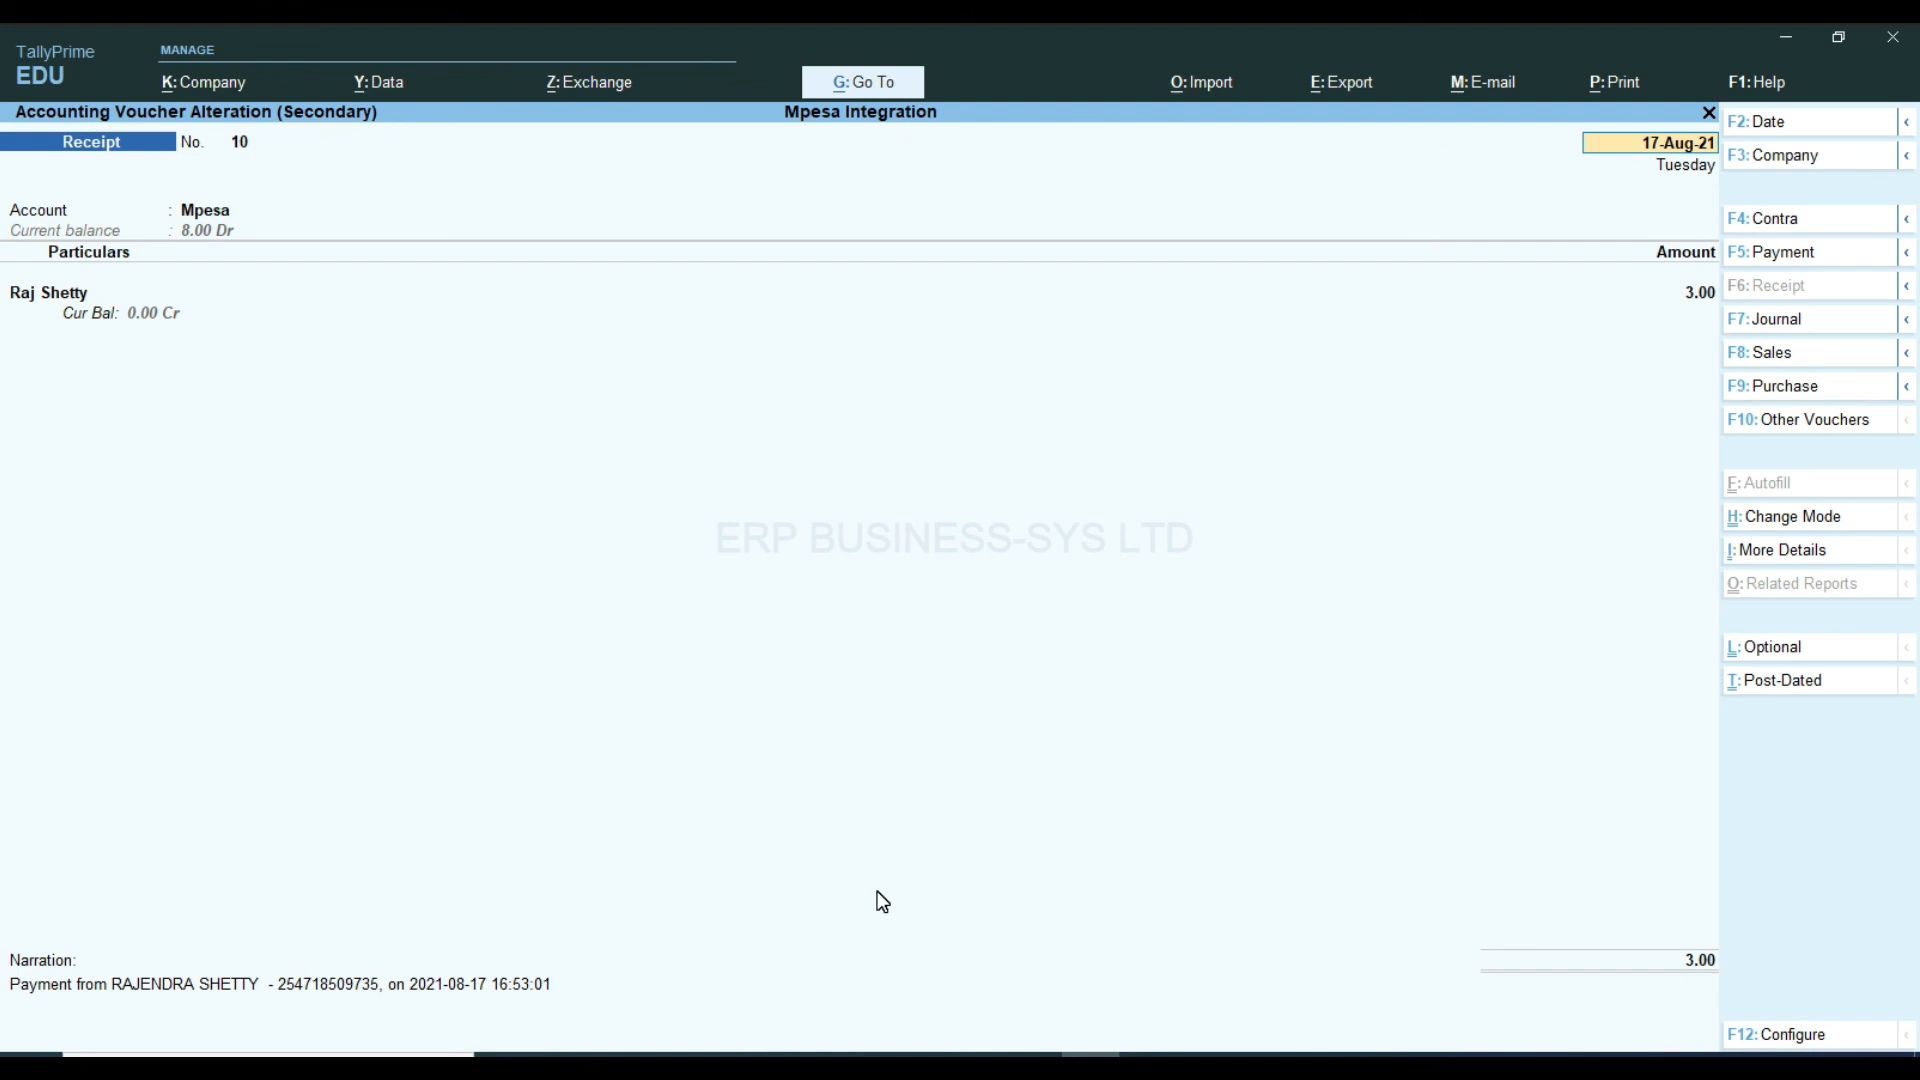 TallyPrime
EDU
MANAGE
K: Company
Y: Data
Z: Exchange
G: Go To
O: Import
E: Export
M: E-mail
P: Print
F1: Help
Accounting Voucher Alteration (Secondary)
Mpesa Integration
Receipt No. 10
17-Aug-21
Tuesday
Account : Mpesa
Current balance : 8.00 Dr
Particulars Amount
Raj Shetty 3.00
Cur Bal: 0.00 Cr
ERP BUSINESS-SYS LTD
Narration: 3.00
Payment from RAJENDRA SHETTY - 254718509735, on 2021-08-17 16:53:01
F2: Date
F3: Company
F4: Contra
F5: Payment
F6: Receipt
F7: Journal
F8: Sales
F9: Purchase
F10: Other Vouchers
F: Autofill
H: Change Mode
I: More Details
O: Related Reports
L: Optional
T: Post-Dated
F12: Configure